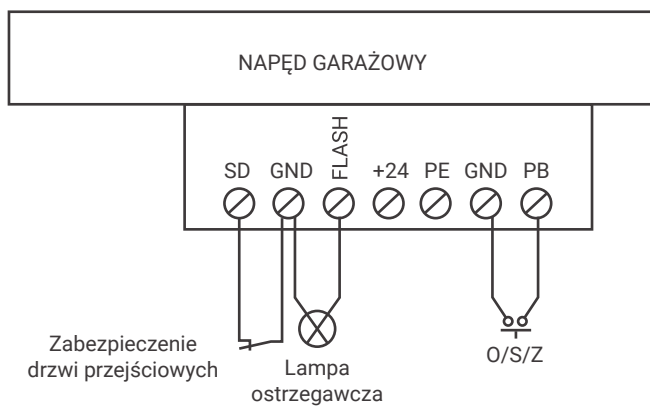 NAPĘD GARAŻOWY
SD GND FLASH +24 PE GND PB
Zabezpieczenie
drzwi przejściowych
Lampa
ostrzegawcza
O/S/Z